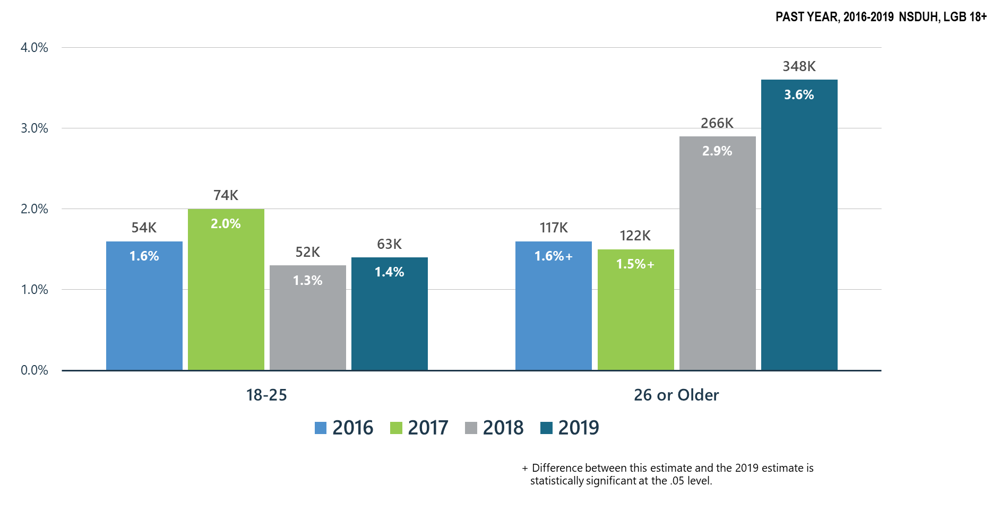 PAST YEAR, 2016-2019 NSDUH, LGB 18+
4.0%
3.0%
2.0%
1.0%
0.0%
54K
1.6%
74K
2.0%
52K
1.3%
63K
1.4%
117K
1.6%+
122K
1.5%+
266K
2.9%
348K
3.6%
18-25
26 or Older
2016 2017 2018 2019
+ Difference between this estimate and the 2019 estimate is
statistically significant at the .05 level.